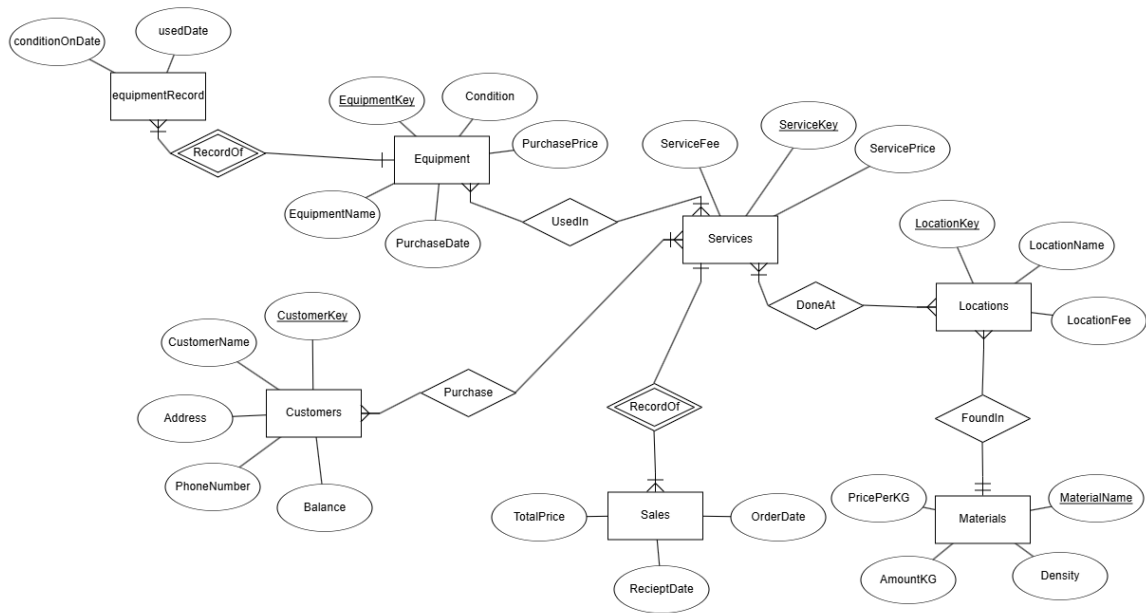 usedDate
conditionOnDate
equipmentRecord
RecordOf
EquipmentKey
Condition
PurchasePrice
Equipment
EquipmentName
PurchaseDate
UsedIn
ServiceFee
ServiceKey
ServicePrice
Services
LocationKey
LocationName
Locations
LocationFee
DoneAt
CustomerKey
CustomerName
Address
Customers
PhoneNumber
Balance
Purchase
RecordOf
FoundIn
TotalPrice
Sales
OrderDate
RecieptDate
PricePerKG
MaterialName
Materials
AmountKG
Density